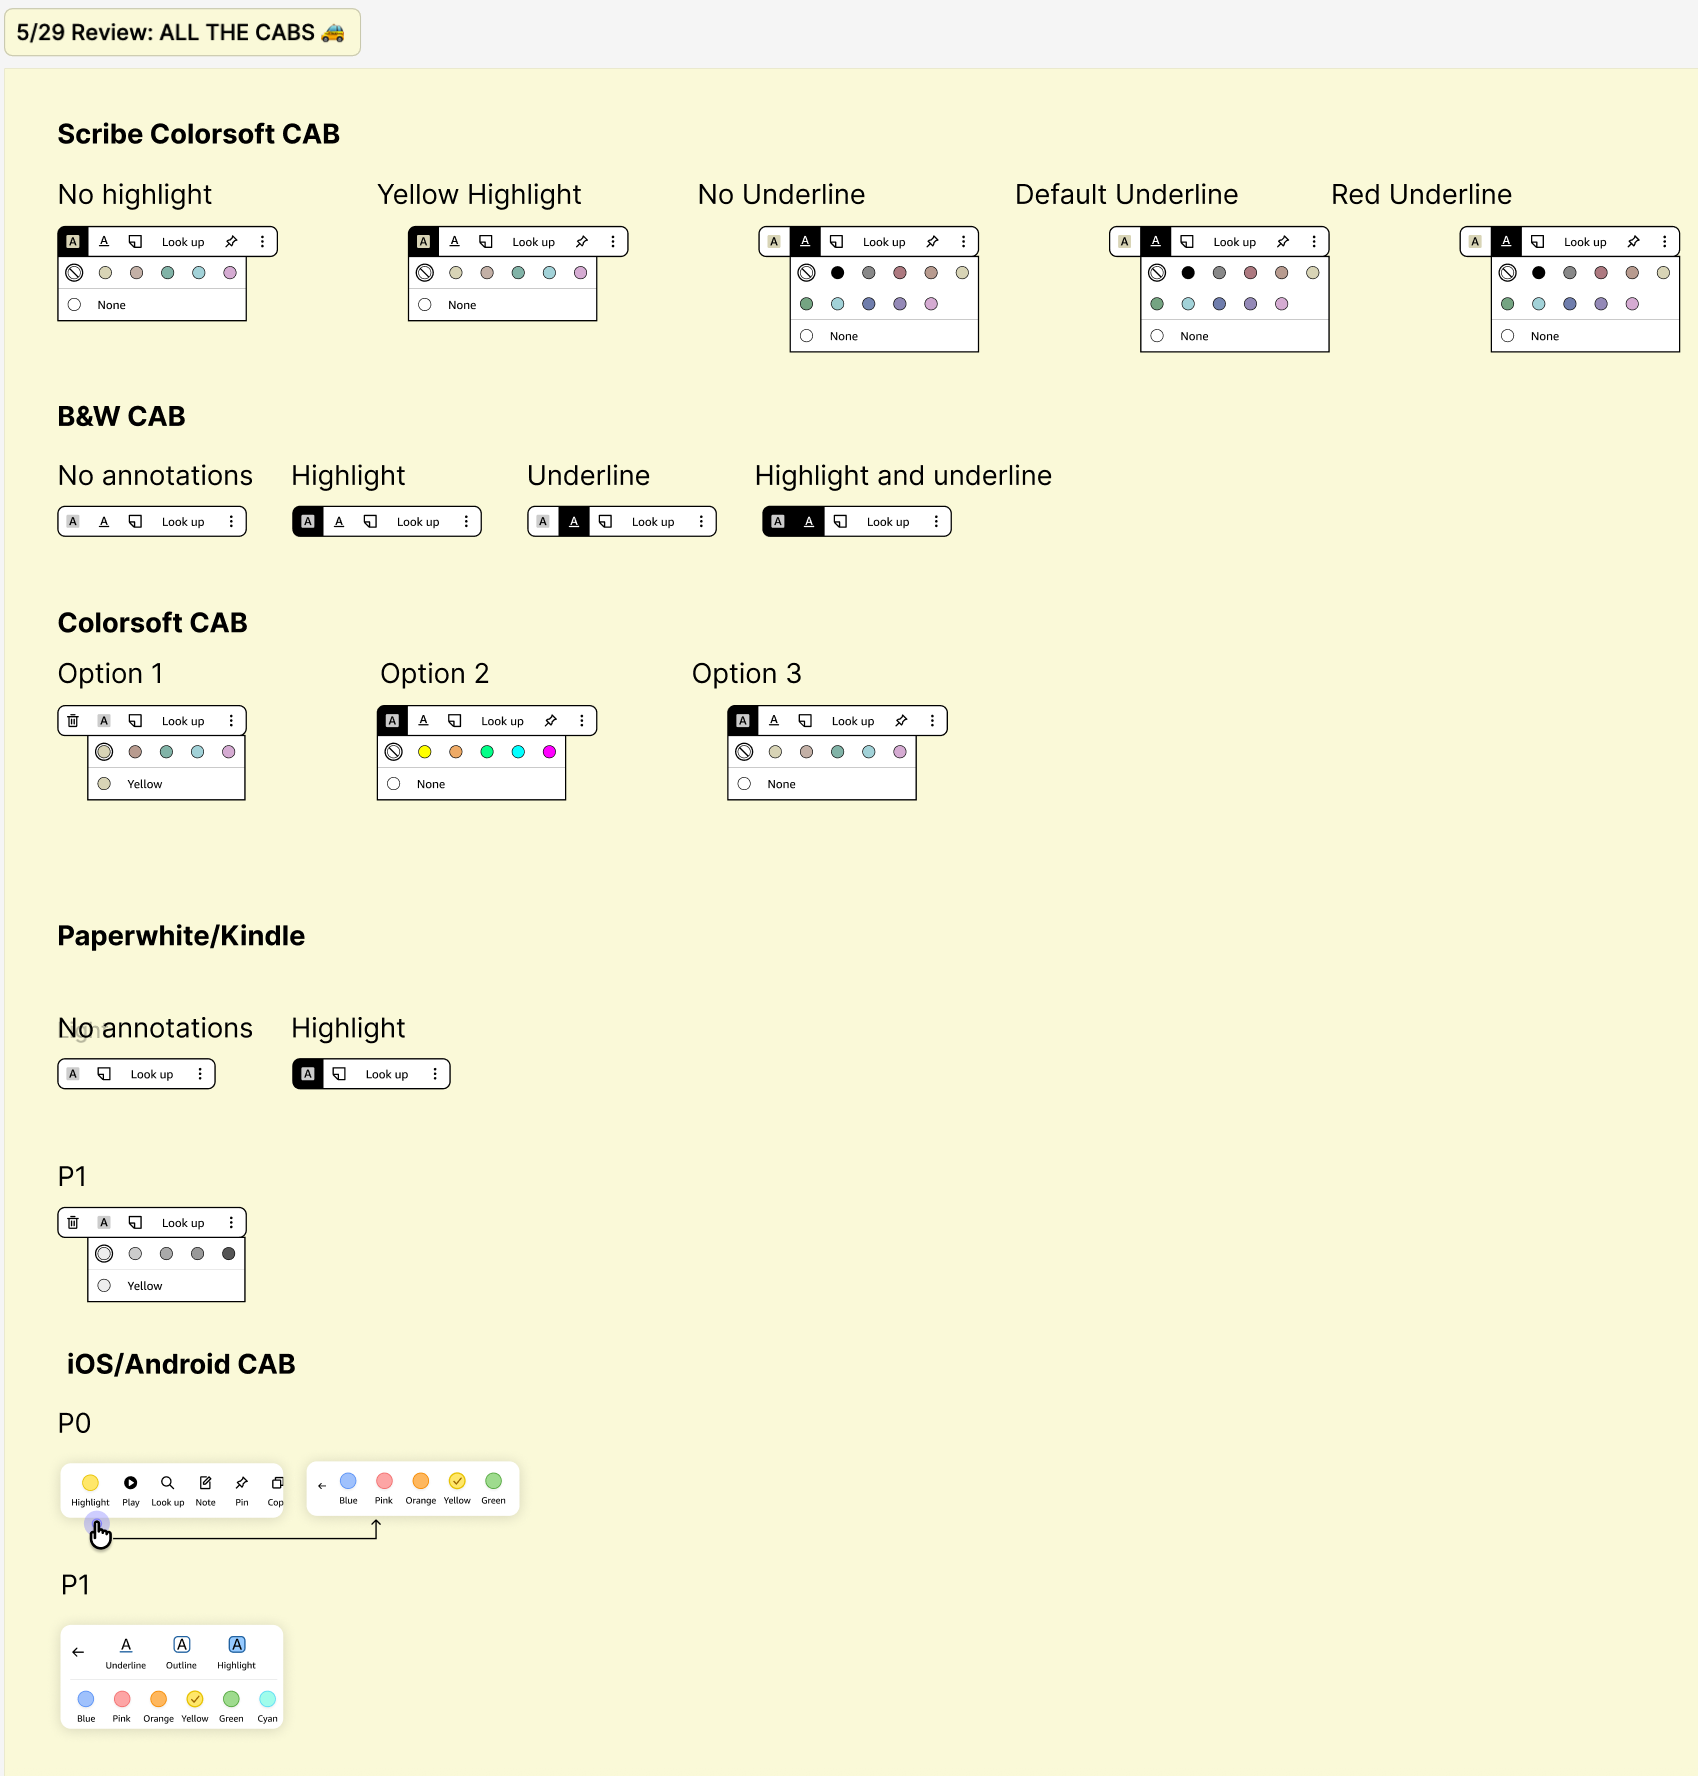 5/29 Review: ALL THE CABS 🚕
Scribe Colorsoft CAB
No highlight
Yellow Highlight
No Underline
Default Underline
Red Underline
A A Look up
A A Look up
A A Look up
A A Look up
A A Look up
None
None
None
None
None
B&W CAB
No annotations
Highlight
Underline
Highlight and underline
A A Look up
A A Look up
A A Look up
A A Look up
Colorsoft CAB
Option 1
Option 2
Option 3
A Look up
A A Look up
A A Look up
Yellow
None
None
Paperwhite/Kindle
No annotations
Highlight
A Look up
A Look up
P1
A Look up
Yellow
iOS/Android CAB
P0
Highlight Play Look up Note Pin Cop
Blue Pink Orange Yellow Green
P1
A A A
Underline Outline Highlight
Blue Pink Orange Yellow Green Cyan